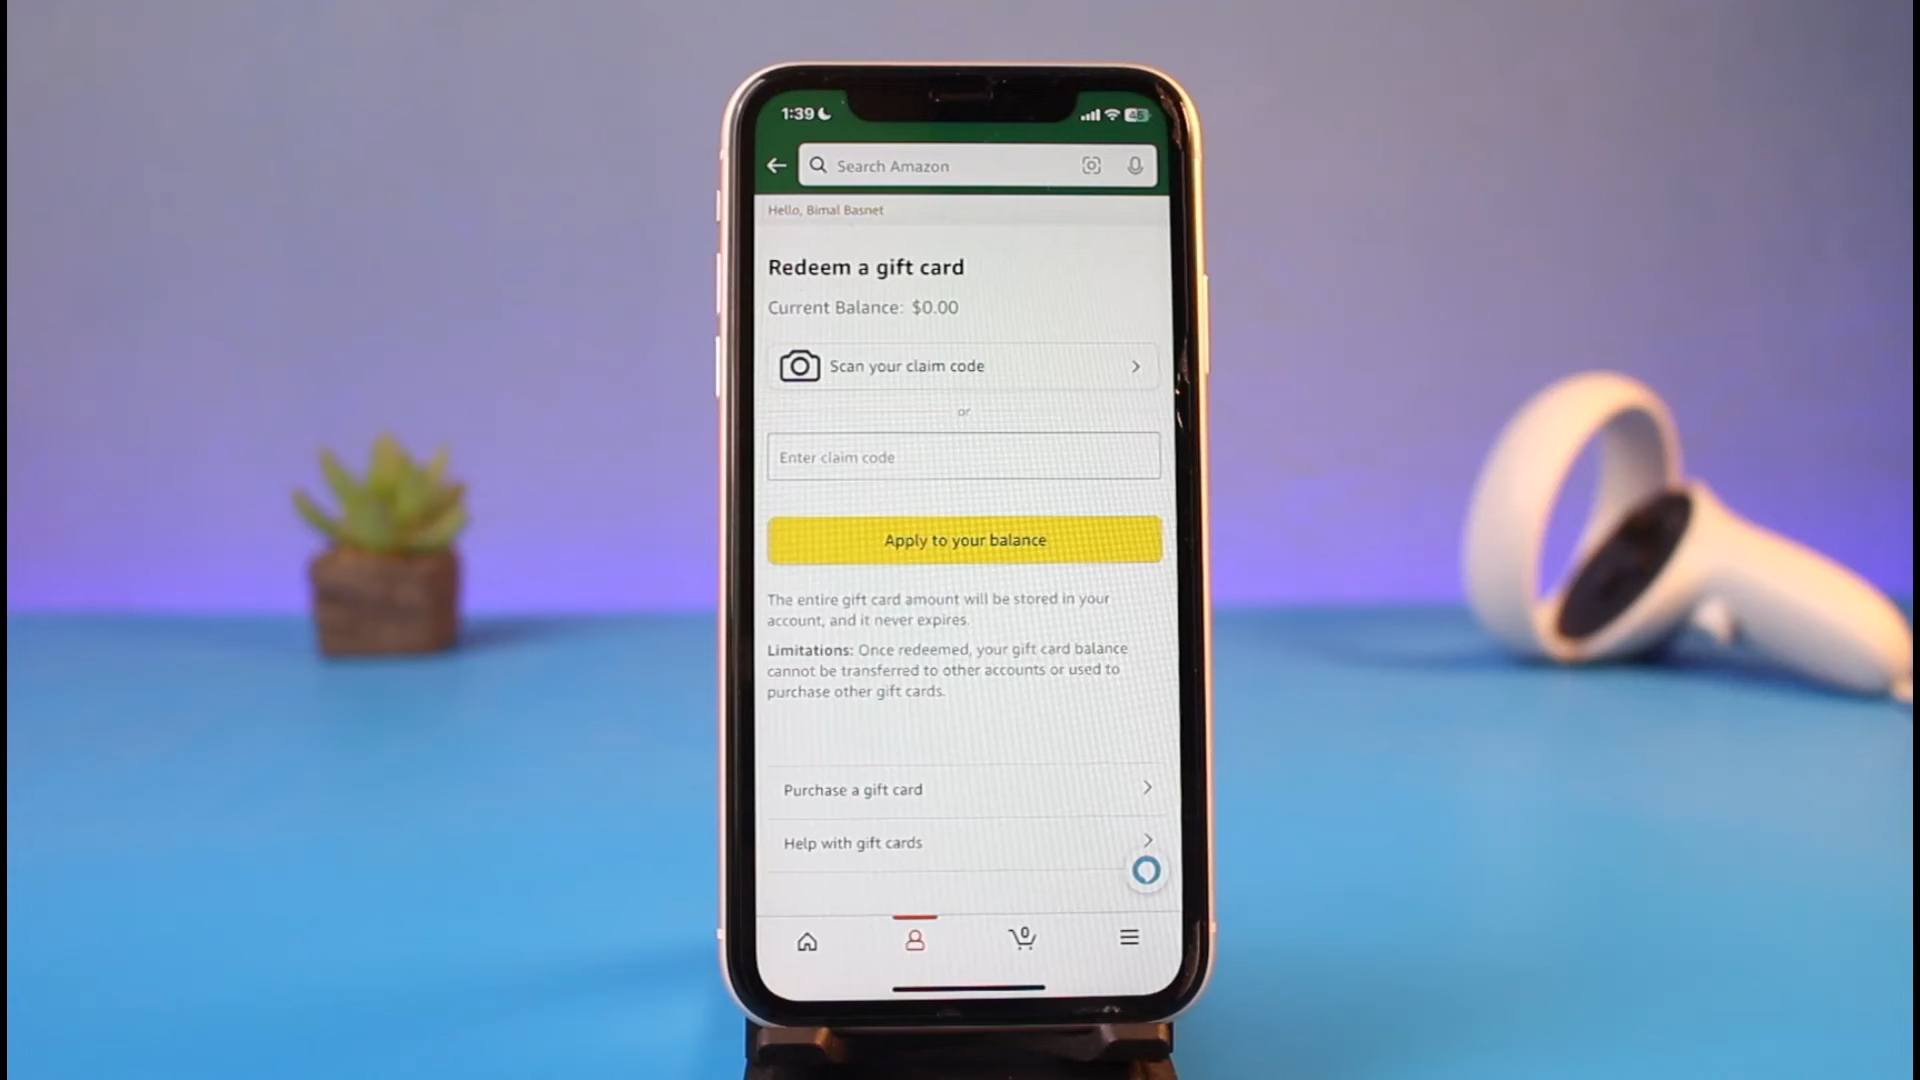 1:39
46
Search Amazon
Hello, Bimal Basnet
Redeem a gift card
Current Balance: $0.00
Scan your claim code
or
Enter claim code
Apply to your balance
The entire gift card amount will be stored in your
account, and it never expires.
Limitations: Once redeemed, your gift card balance
cannot be transferred to other accounts or used to
purchase other gift cards.
Purchase a gift card
Help with gift cards
0